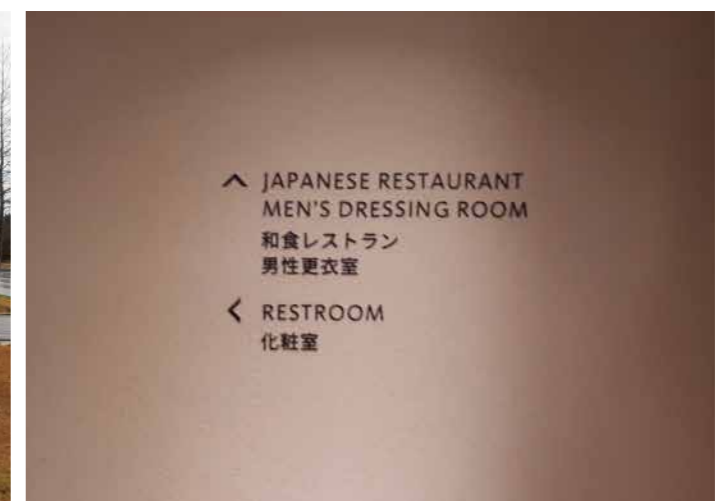 JAPANESE RESTAURANT
MEN'S DRESSING ROOM
和食レストラン
男性更衣室
RESTROOM
化粧室